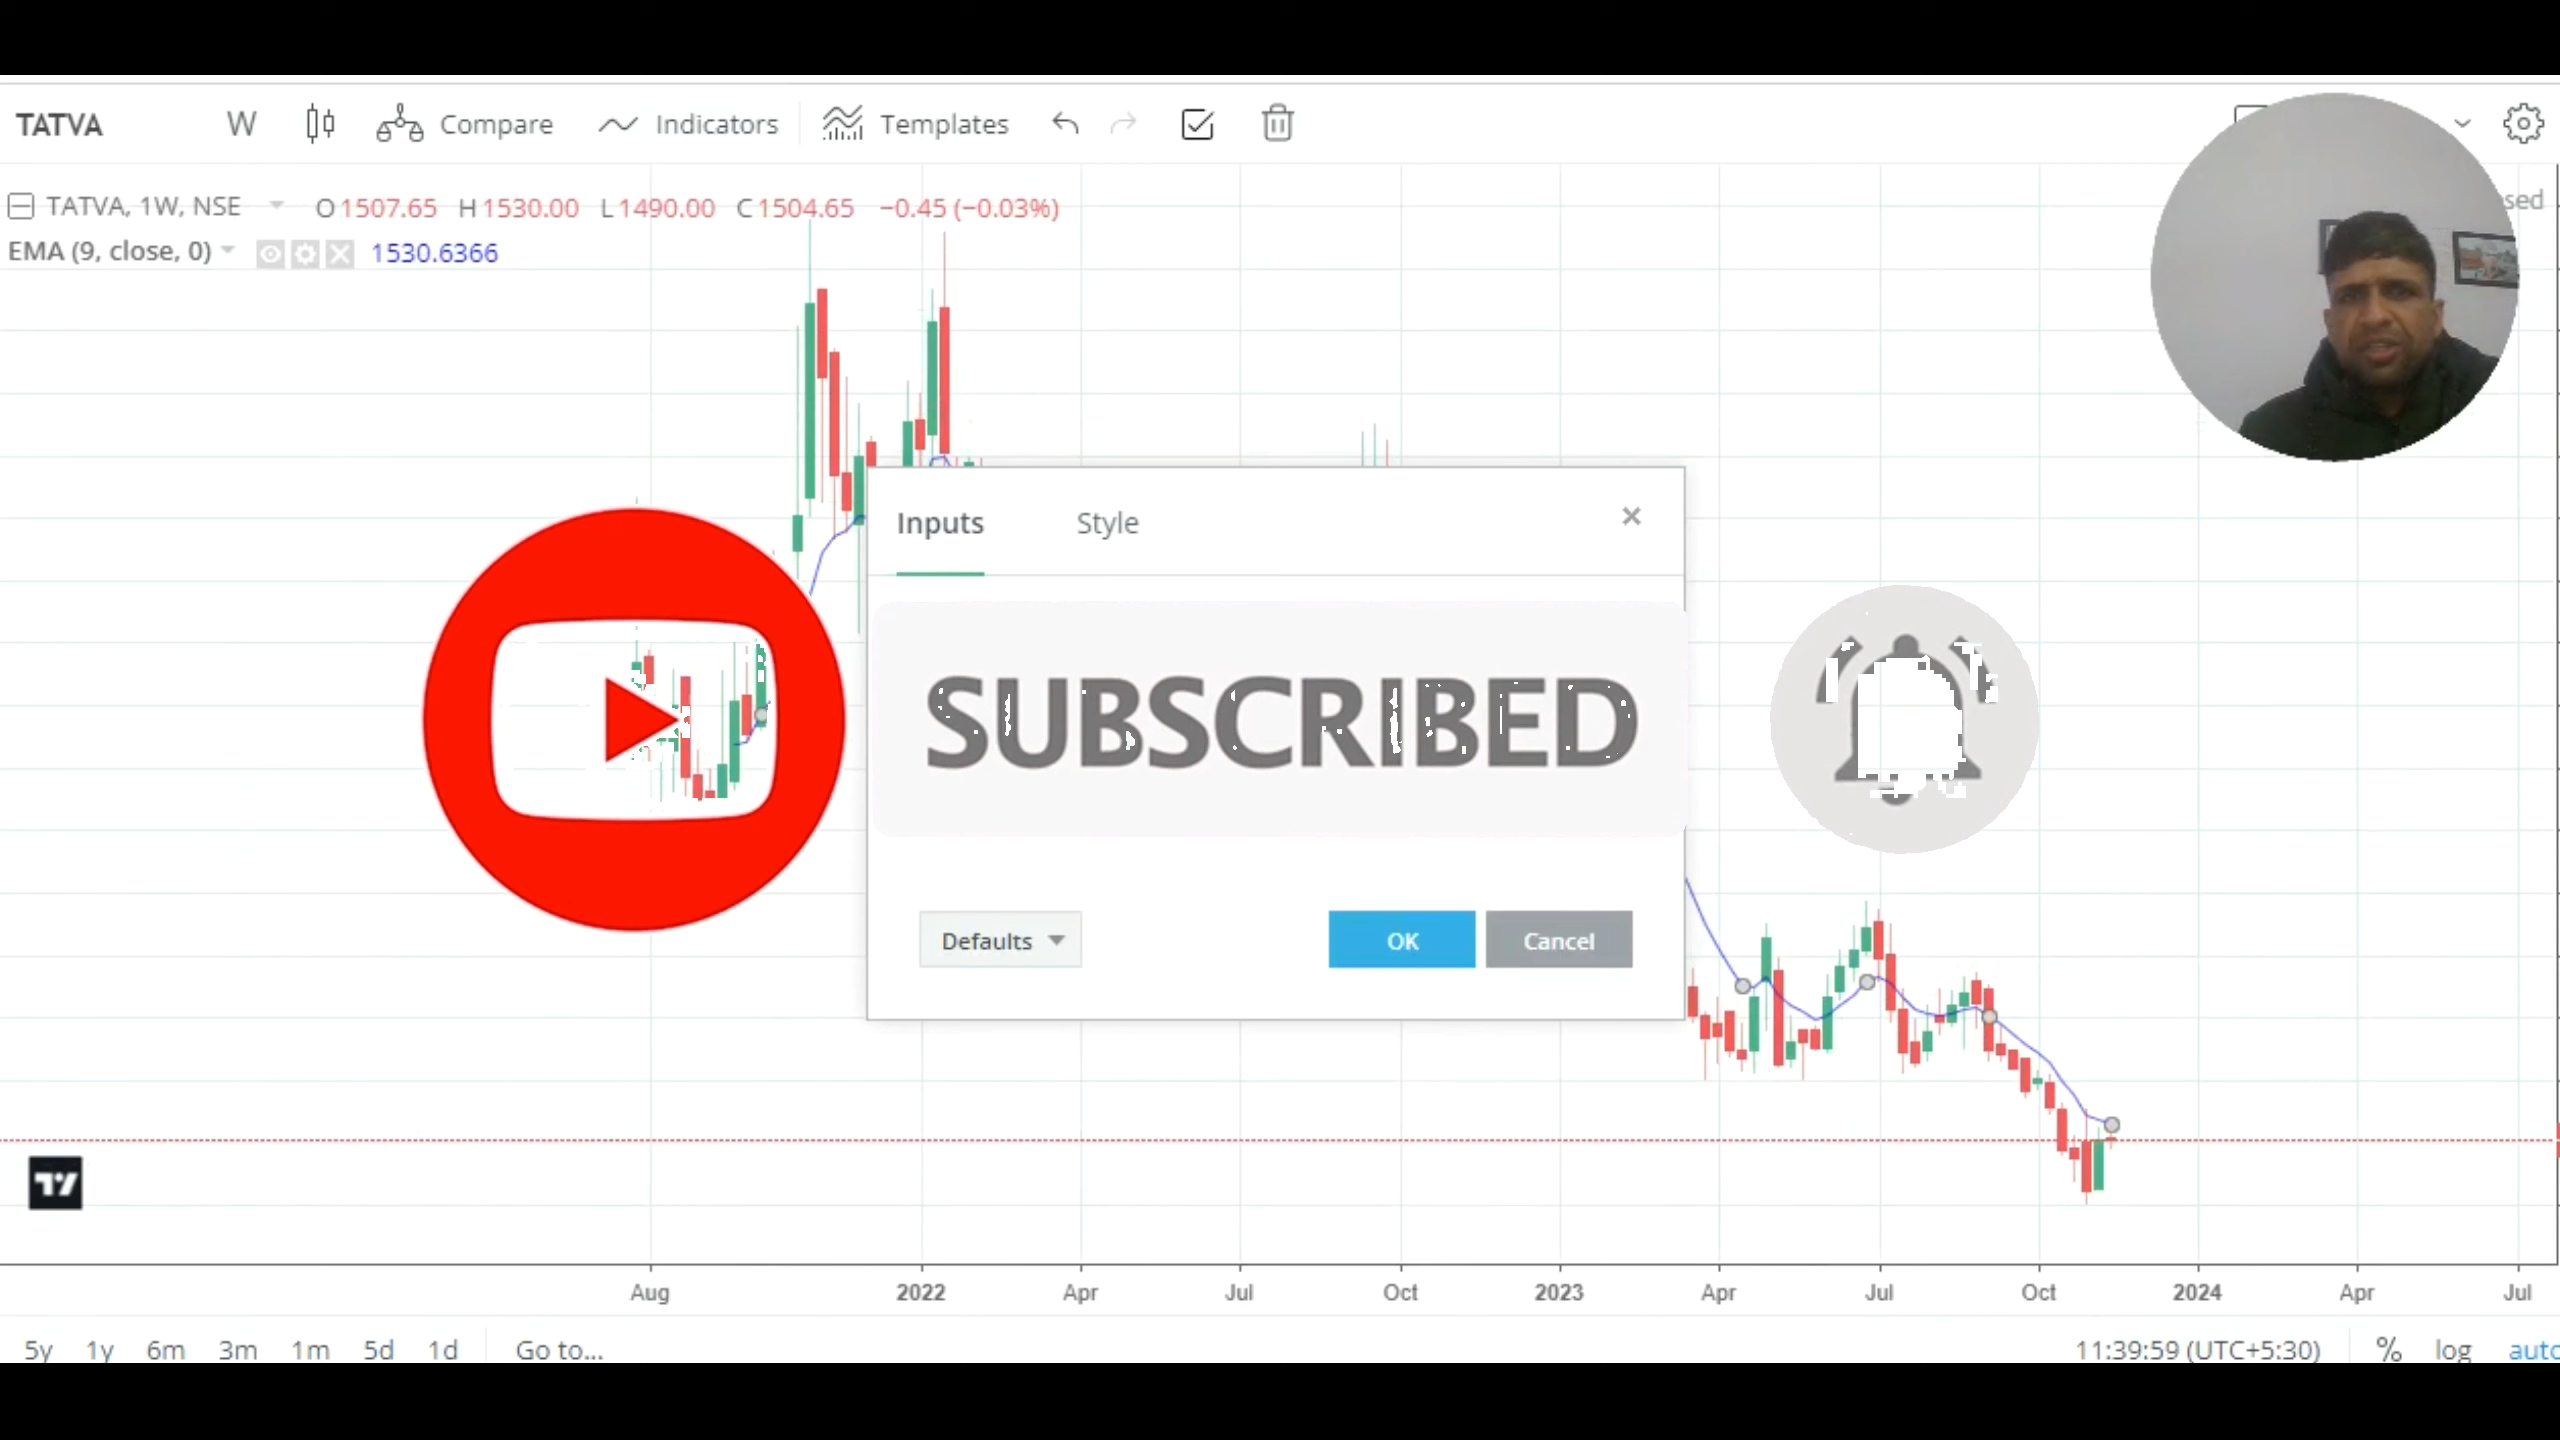 TATVA W Compare Indicators Templates
TATVA, 1W, NSE O1507.65 H1530.00 L1490.00 C1504.65 −0.45 (−0.03%)
sed
EMA (9, close, 0) 1530.6366
Inputs Style
SUBSCRIBED
Defaults OK Cancel
Aug 2022 Apr Jul Oct 2023 Apr Jul Oct 2024 Apr Jul
5y 1y 6m 3m 1m 5d 1d Go to... 11:39:59 (UTC+5:30) % log auto